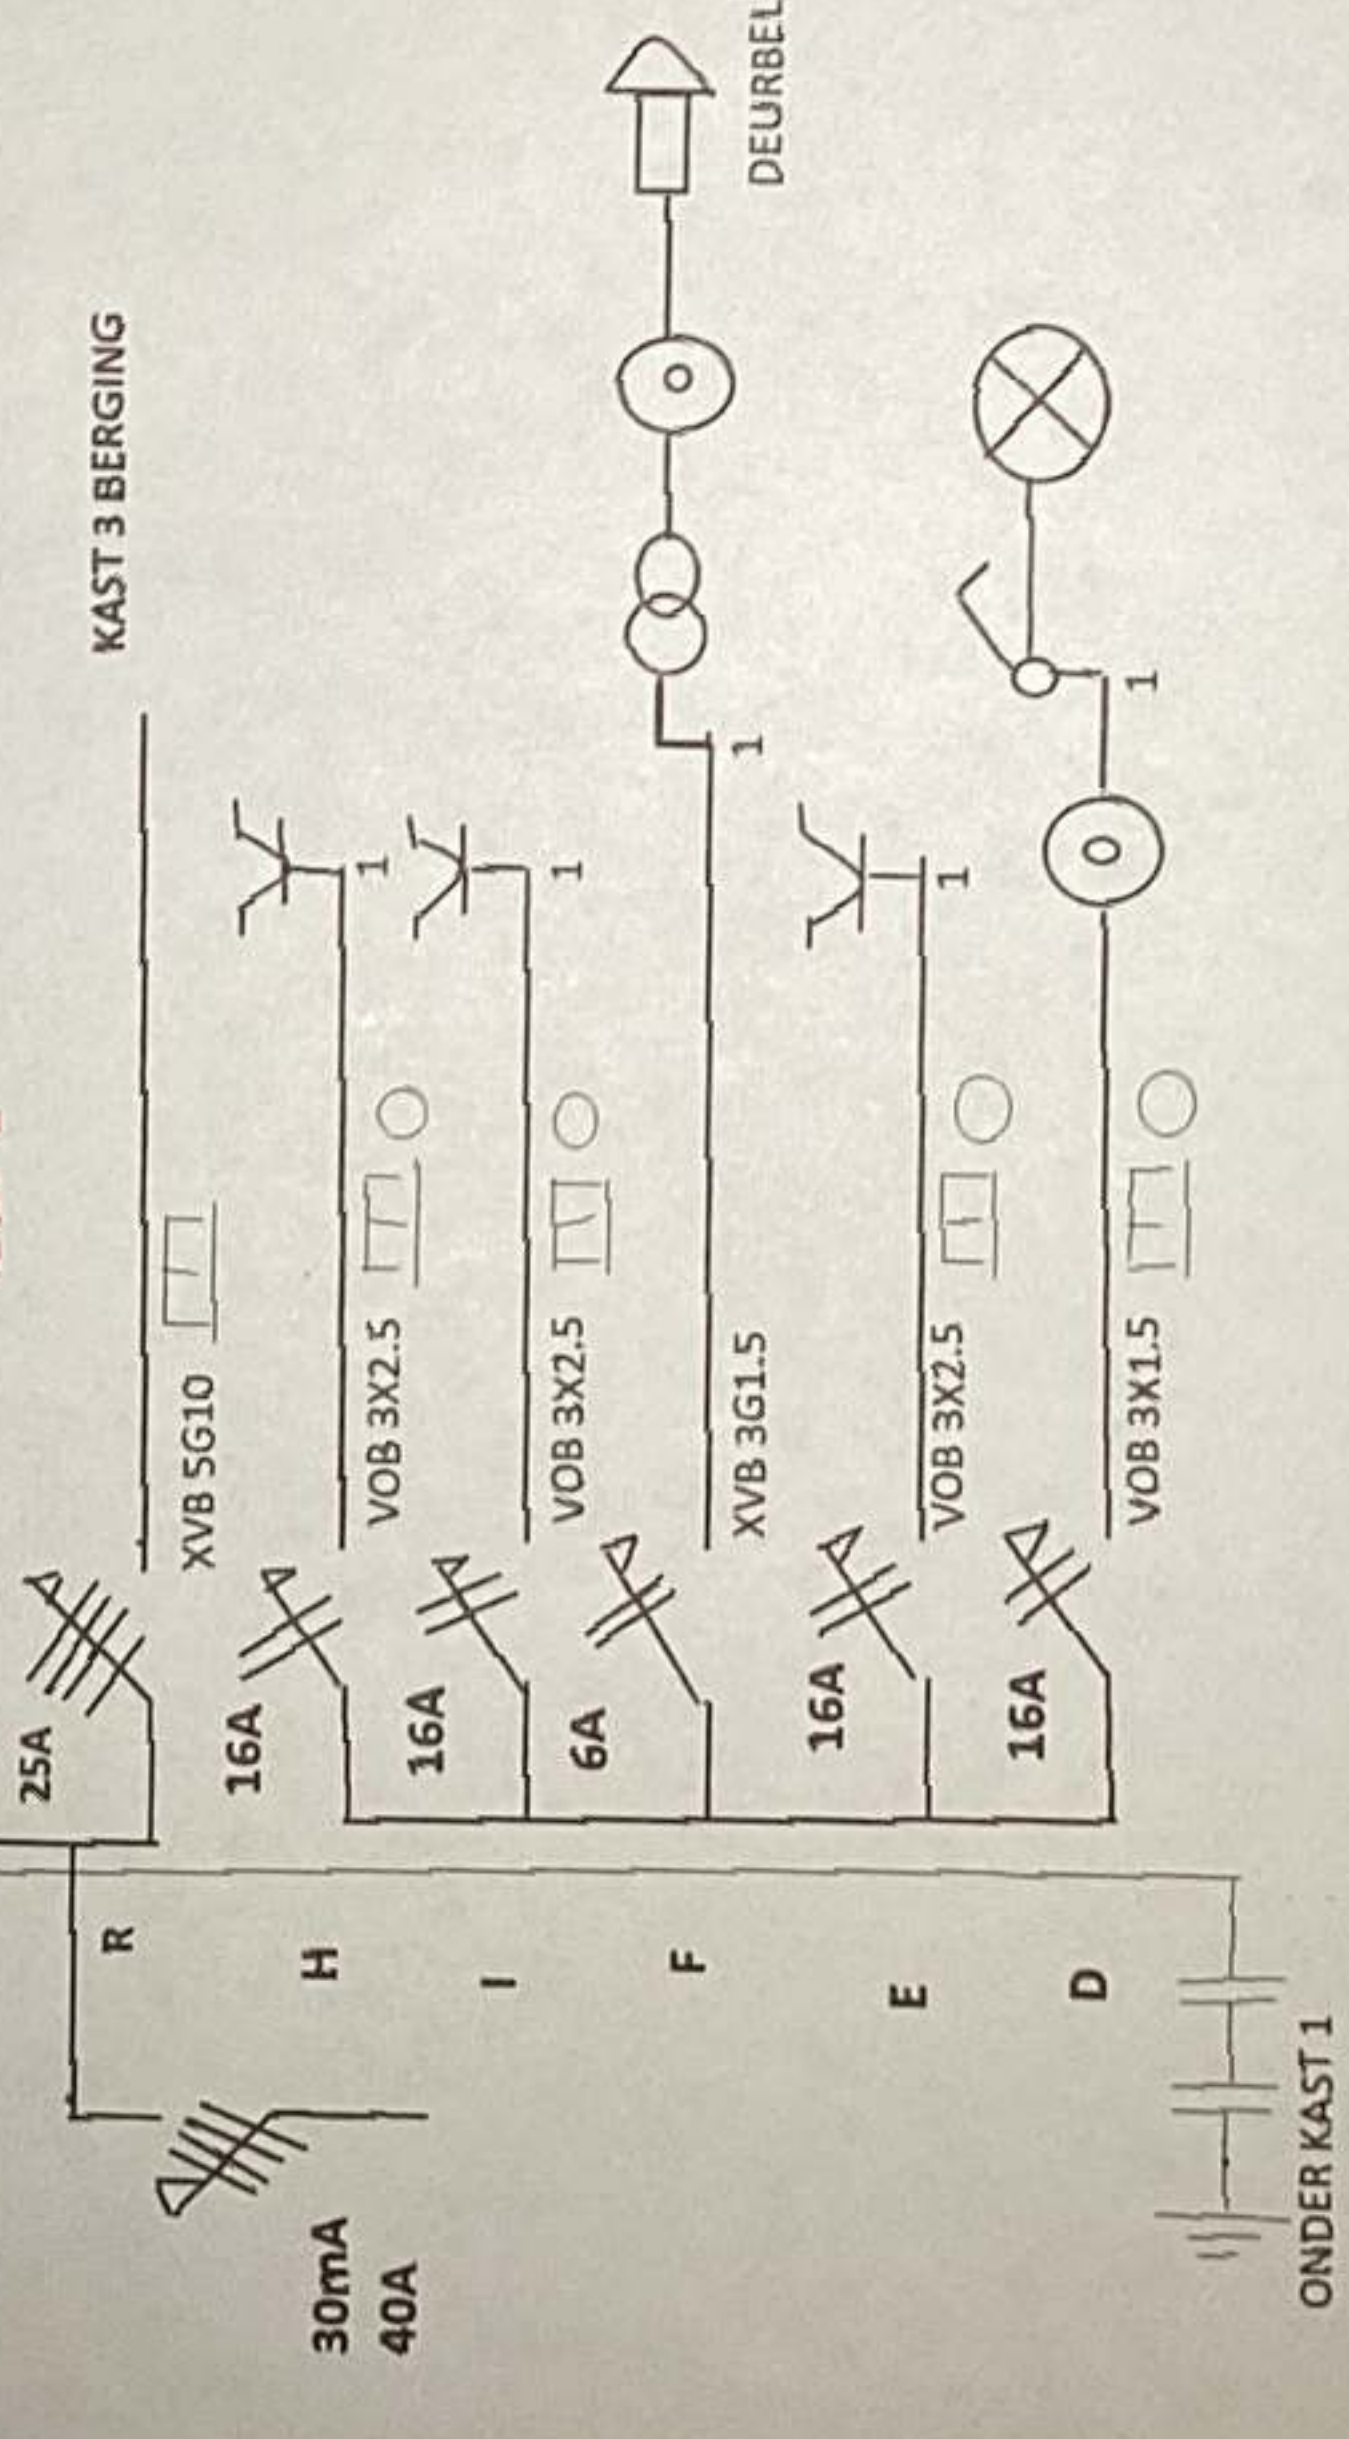 KAST 3 BERGING
25A
XVB 5G10
R
16A
VOB 3X2.5
1
H
16A
VOB 3X2.5
1
I
6A
XVB 3G1.5
1
DEURBEL
F
16A
VOB 3X2.5
1
E
16A
VOB 3X1.5
1
D
30mA
40A
ONDER KAST 1